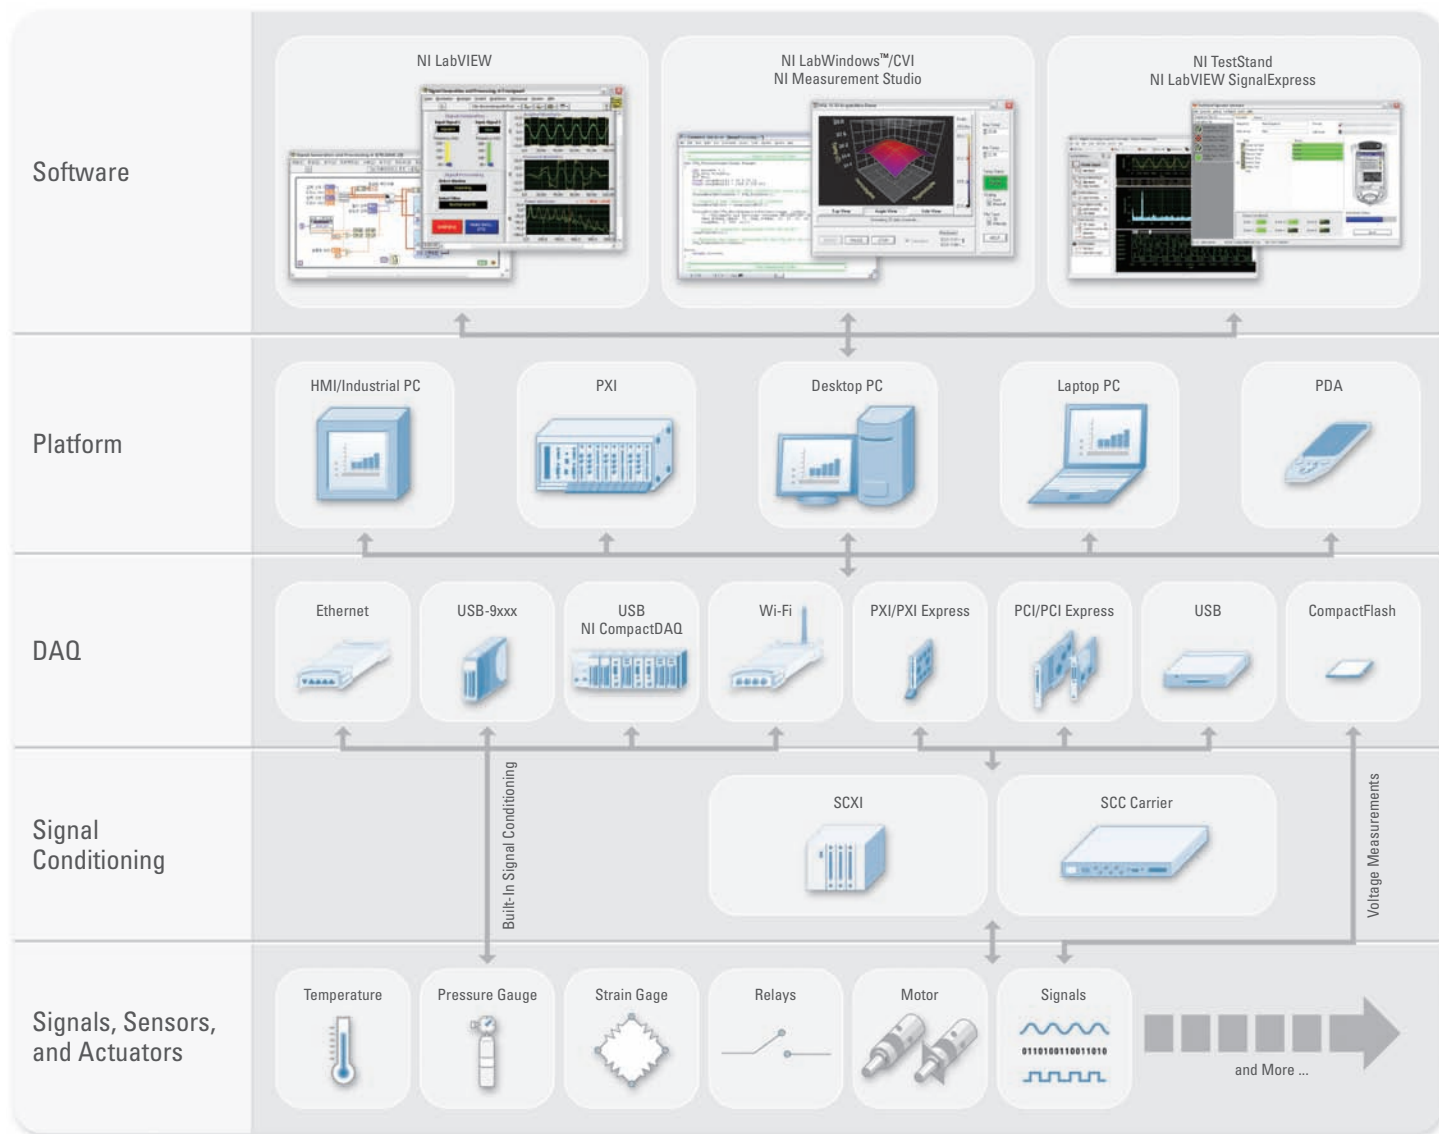 Software
NI LabVIEW
NI LabWindows™/CVI
NI Measurement Studio
NI TestStand
NI LabVIEW SignalExpress
Platform
HMI/Industrial PC
PXI
Desktop PC
Laptop PC
PDA
DAQ
Ethernet
USB-9xxx
USB
NI CompactDAQ
Wi-Fi
PXI/PXI Express
PCI/PCI Express
USB
CompactFlash
Signal
Conditioning
Built-In Signal Conditioning
SCXI
SCC Carrier
Voltage Measurements
Signals, Sensors,
and Actuators
Temperature
Pressure Gauge
Strain Gage
Relays
Motor
Signals
0110100110011010
and More ...